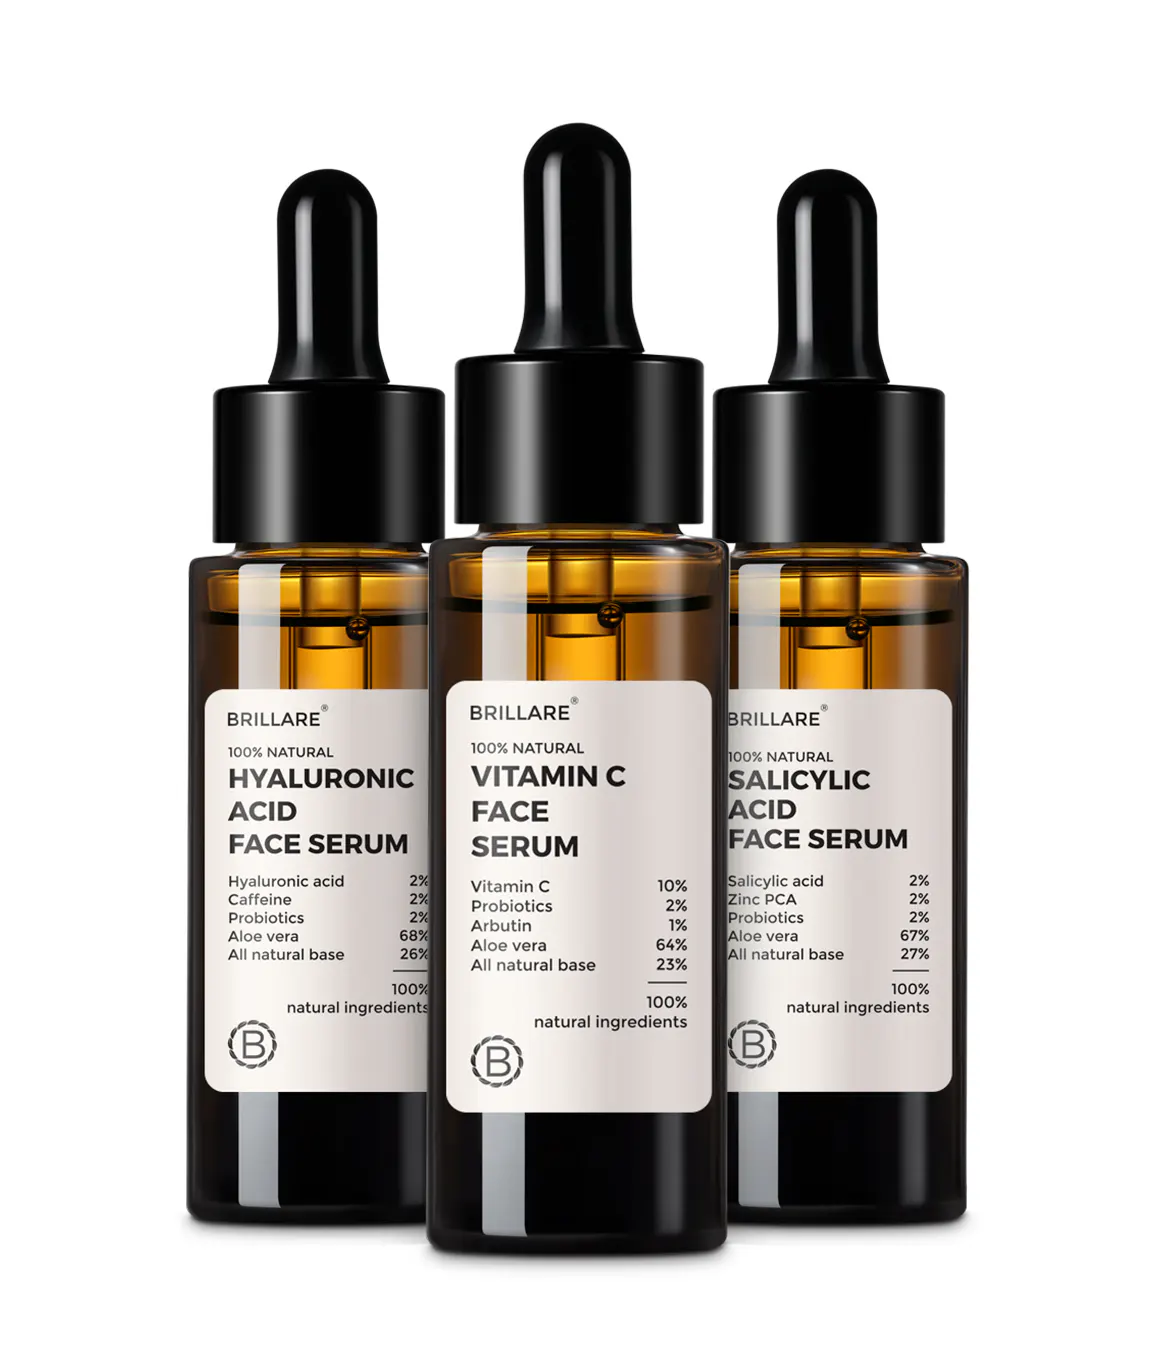 BRILLARE®
100% NATURAL
HYALURONIC
ACID
FACE SERUM
Hyaluronic acid 2%
Caffeine 2%
Probiotics 2%
Aloe vera 68%
All natural base 26%
100%
natural ingredients
B
BRILLARE®
100% NATURAL
VITAMIN C
FACE
SERUM
Vitamin C 10%
Probiotics 2%
Arbutin 1%
Aloe vera 64%
All natural base 23%
100%
natural ingredients
B
BRILLARE®
100% NATURAL
SALICYLIC
ACID
FACE SERUM
Salicylic acid 2%
Zinc PCA 2%
Probiotics 2%
Aloe vera 67%
All natural base 27%
100%
natural ingredients
B